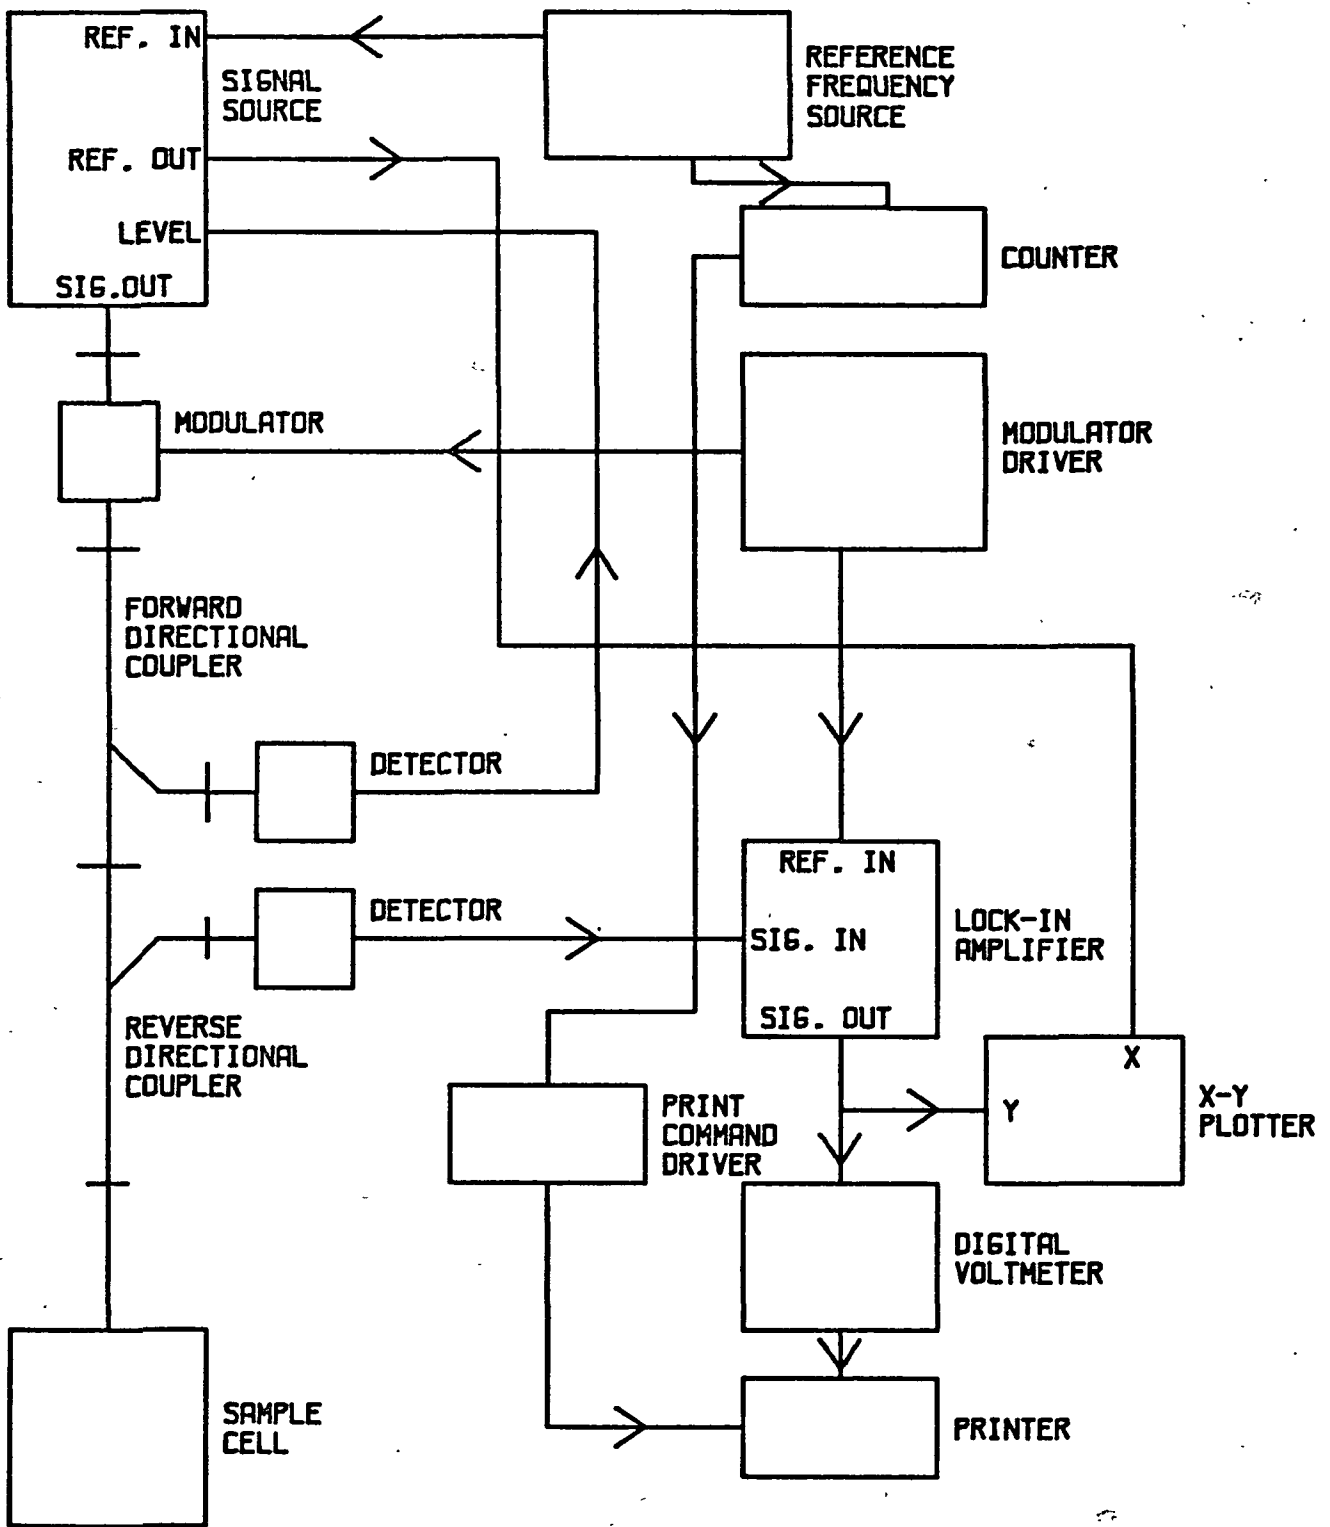 REF. IN
SIGNAL
SOURCE
REF. OUT
LEVEL
SIG.OUT
REFERENCE
FREQUENCY
SOURCE
COUNTER
MODULATOR
MODULATOR
DRIVER
FORWARD
DIRECTIONAL
COUPLER
DETECTOR
DETECTOR
REVERSE
DIRECTIONAL
COUPLER
REF. IN
SIG. IN
SIG. OUT
LOCK-IN
AMPLIFIER
X
Y
X-Y
PLOTTER
PRINT
COMMAND
DRIVER
DIGITAL
VOLTMETER
PRINTER
SAMPLE
CELL